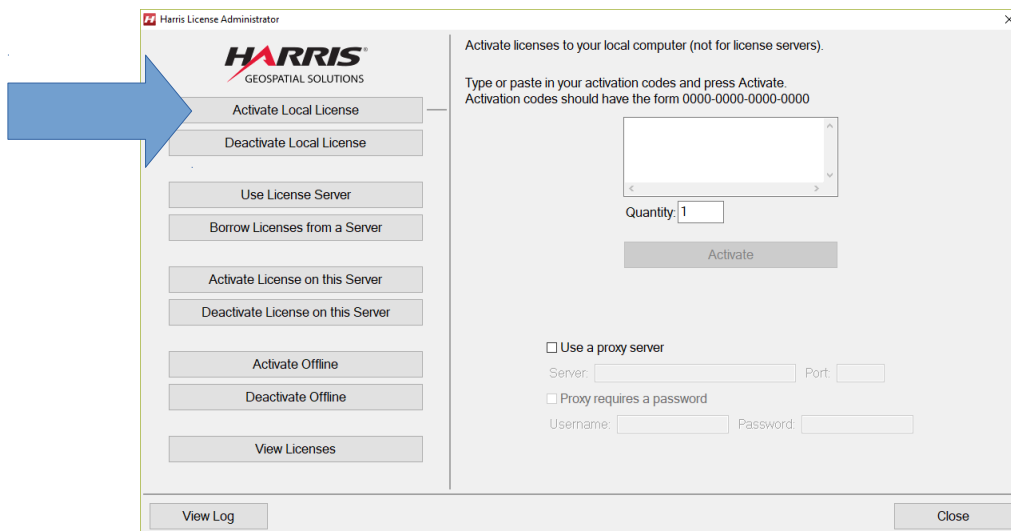 Harris License Administrator
HARRIS®
GEOSPATIAL SOLUTIONS
Activate Local License
Deactivate Local License
Use License Server
Borrow Licenses from a Server
Activate License on this Server
Deactivate License on this Server
Activate Offline
Deactivate Offline
View Licenses
Activate licenses to your local computer (not for license servers).
Type or paste in your activation codes and press Activate.
Activation codes should have the form 0000-0000-0000-0000
Quantity: 1
Activate
Use a proxy server
Server: Port:
Proxy requires a password
Username: Password:
View Log
Close